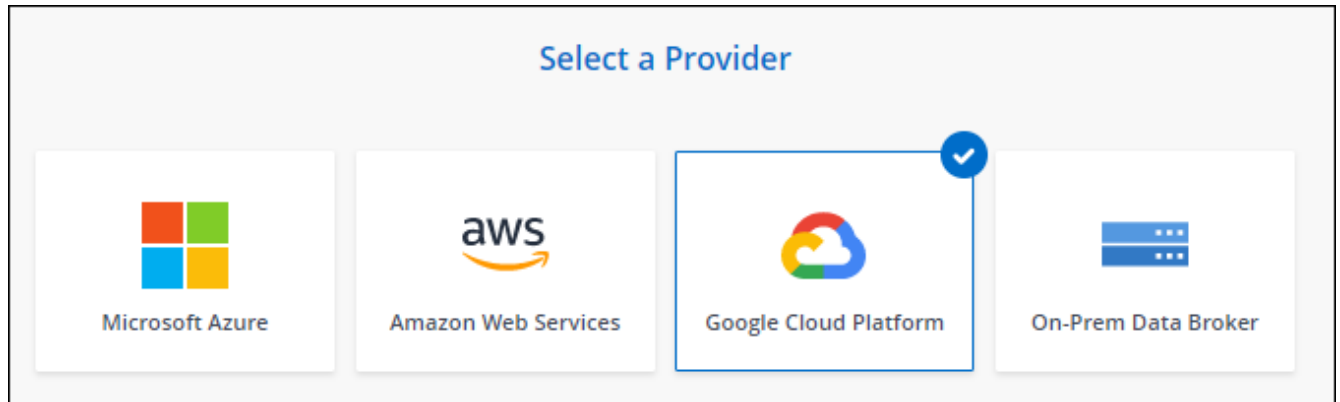 Select a Provider
aws
Microsoft Azure
Amazon Web Services
Google Cloud Platform
On-Prem Data Broker